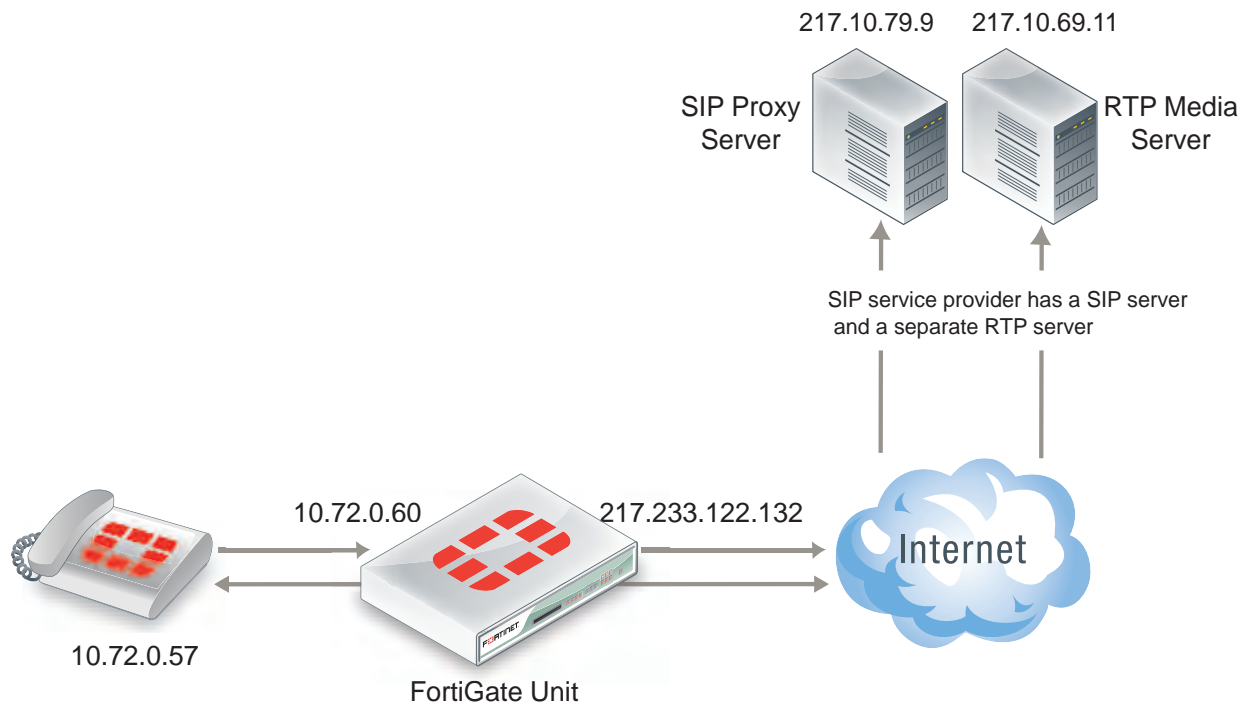 217.10.79.9
217.10.69.11
SIP Proxy
Server
RTP Media
Server
SIP service provider has a SIP server
and a separate RTP server
10.72.0.60
217.233.122.132
Internet
FORTINET
10.72.0.57
FortiGate Unit